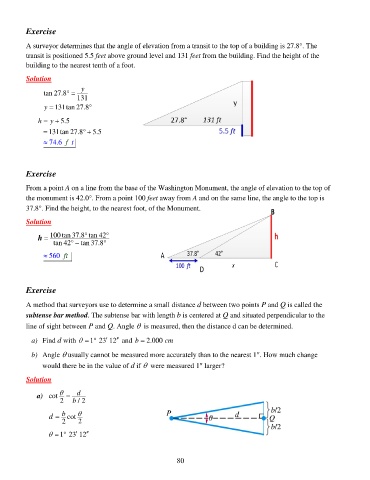 Exercise
A surveyor determines that the angle of elevation from a transit to the top of a building is 27.8°. The
transit is positioned 5.5 feet above ground level and 131 feet from the building. Find the height of the
building to the nearest tenth of a foot.
Solution
tan 27.8° = y/131
y = 131 tan 27.8°
h = y + 5.5
= 131 tan 27.8° + 5.5
≈ 74.6 ft
y
27.8° 131 ft
5.5 ft
Exercise
From a point A on a line from the base of the Washington Monument, the angle of elevation to the top of
the monument is 42.0°. From a point 100 feet away from A and on the same line, the angle to the top is
37.8°. Find the height, to the nearest foot, of the Monument.
Solution
h = 100 tan 37.8° tan 42° / tan 42° − tan 37.8°
≈ 560 ft
B
h
A 37.8° 42°
100 ft D x C
Exercise
A method that surveyors use to determine a small distance d between two points P and Q is called the
subtense bar method. The subtense bar with length b is centered at Q and situated perpendicular to the
line of sight between P and Q. Angle θ is measured, then the distance d can be determined.
a) Find d with θ = 1° 23′ 12″ and b = 2.000 cm
b) Angle θ usually cannot be measured more accurately than to the nearest 1″. How much change
would there be in the value of d if θ were measured 1″ larger?
Solution
a) cot θ/2 = d / b/2
d = b/2 cot θ/2
θ = 1° 23′ 12″
P θ d Q
b/2
b/2
80